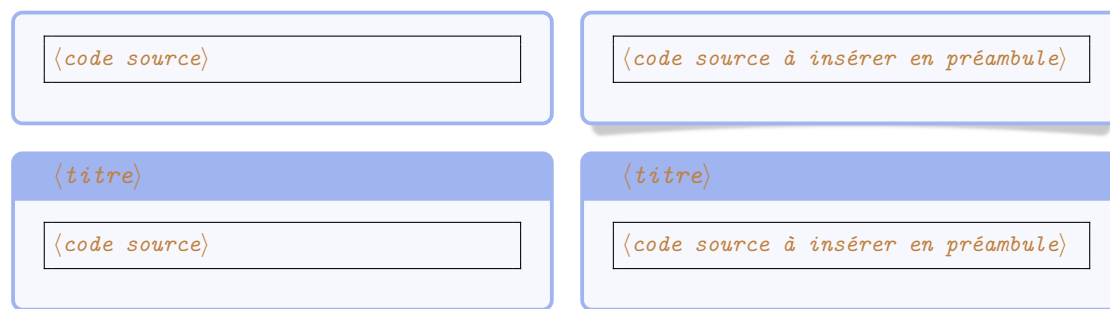 ⟨code source⟩
⟨code source à insérer en préambule⟩
⟨titre⟩
⟨titre⟩
⟨code source⟩
⟨code source à insérer en préambule⟩